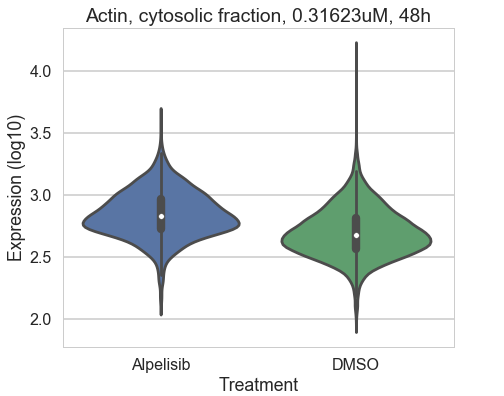 Actin, cytosolic fraction, 0.31623uM, 48h
4.0
3.5
3.0
2.5
2.0
Expression (log10)
Alpelisib
DMSO
Treatment